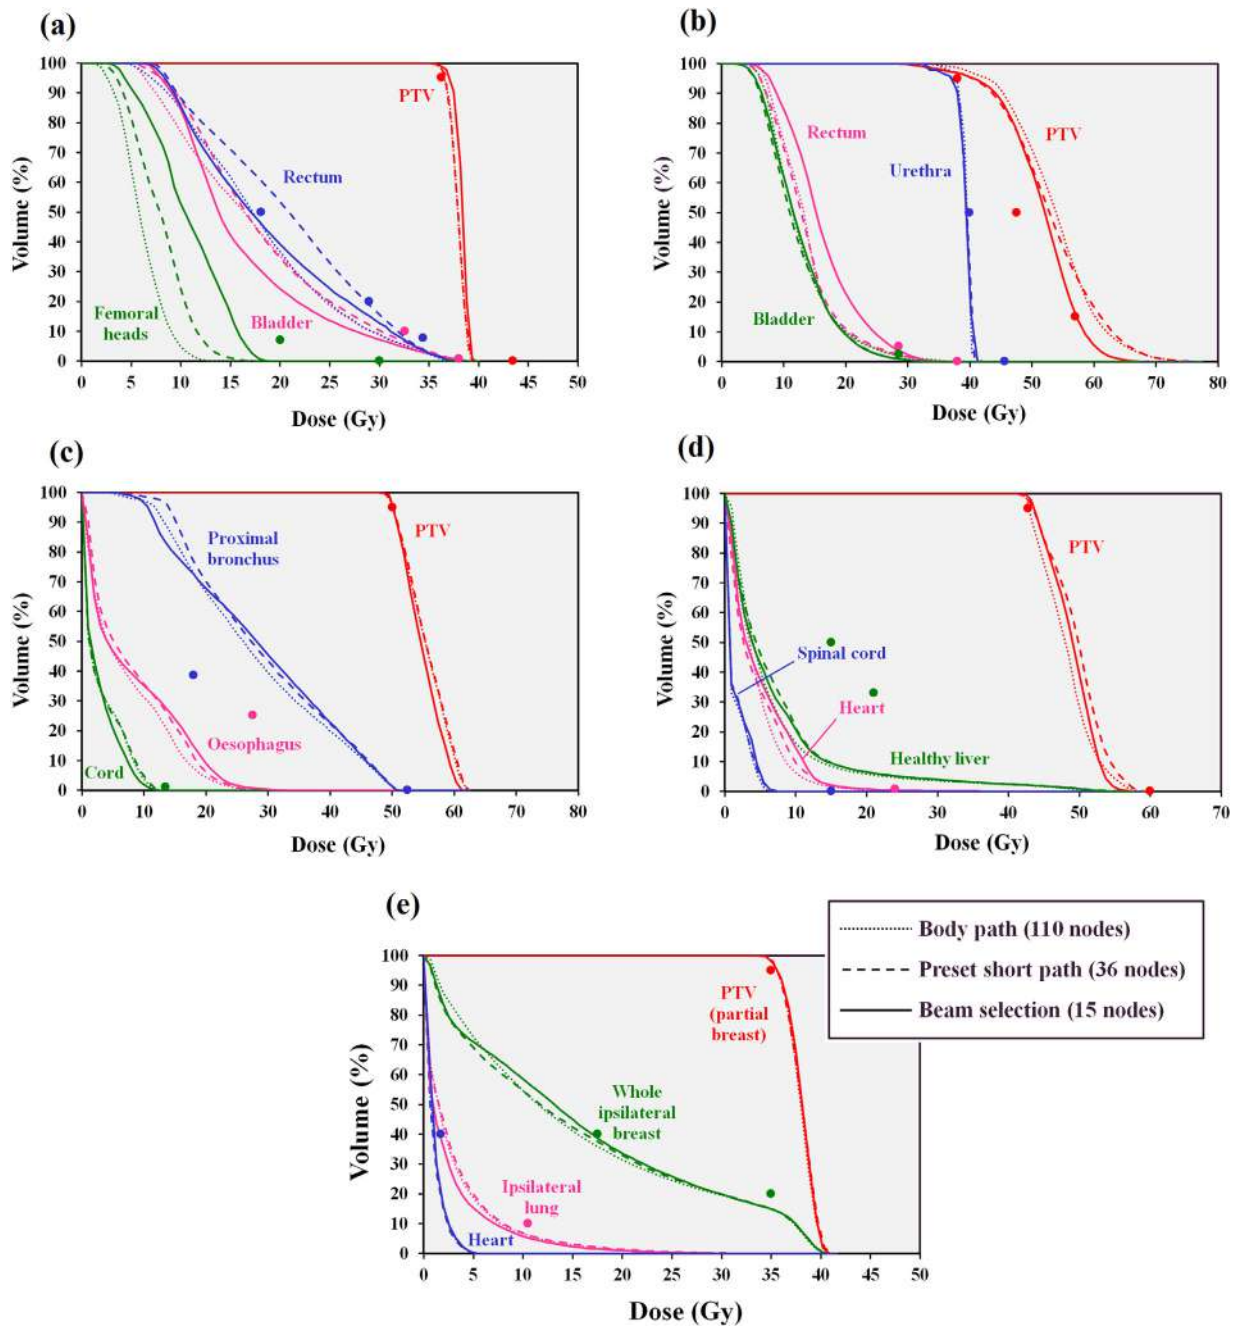 (a)
100
90
80
70
60
50
40
30
20
10
0
Volume (%)
PTV
Rectum
Femoral
heads
Bladder
0 5 10 15 20 25 30 35 40 45 50
Dose (Gy)
(b)
100
90
80
70
60
50
40
30
20
10
0
Volume (%)
Rectum
PTV
Urethra
Bladder
0 10 20 30 40 50 60 70 80
Dose (Gy)
(c)
100
90
80
70
60
50
40
30
20
10
0
Volume (%)
Proximal
bronchus
PTV
Oesophagus
Cord
0 10 20 30 40 50 60 70 80
Dose (Gy)
(d)
100
90
80
70
60
50
40
30
20
10
0
Volume (%)
PTV
Spinal cord
Heart
Healthy liver
0 10 20 30 40 50 60 70
Dose (Gy)
(e)
100
90
80
70
60
50
40
30
20
10
0
Volume (%)
PTV
(partial
breast)
Whole
ipsilateral
breast
Ipsilateral
lung
Heart
0 5 10 15 20 25 30 35 40 45 50
Dose (Gy)
Body path (110 nodes)
Preset short path (36 nodes)
Beam selection (15 nodes)